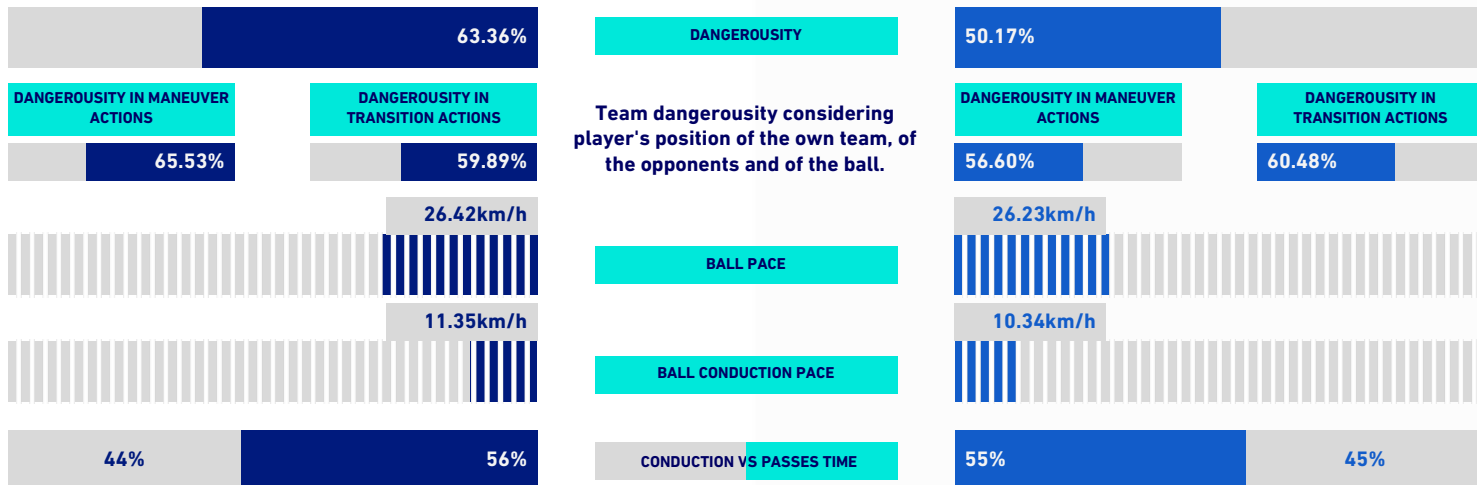 63.36%
DANGEROUSITY
50.17%
DANGEROUSITY IN MANEUVER
ACTIONS
DANGEROUSITY IN
TRANSITION ACTIONS
65.53%
59.89%
Team dangerousity considering
player's position of the own team, of
the opponents and of the ball.
DANGEROUSITY IN MANEUVER
ACTIONS
DANGEROUSITY IN
TRANSITION ACTIONS
56.60%
60.48%
26.42km/h
BALL PACE
26.23km/h
11.35km/h
BALL CONDUCTION PACE
10.34km/h
44%
56%
CONDUCTION VS PASSES TIME
55%
45%